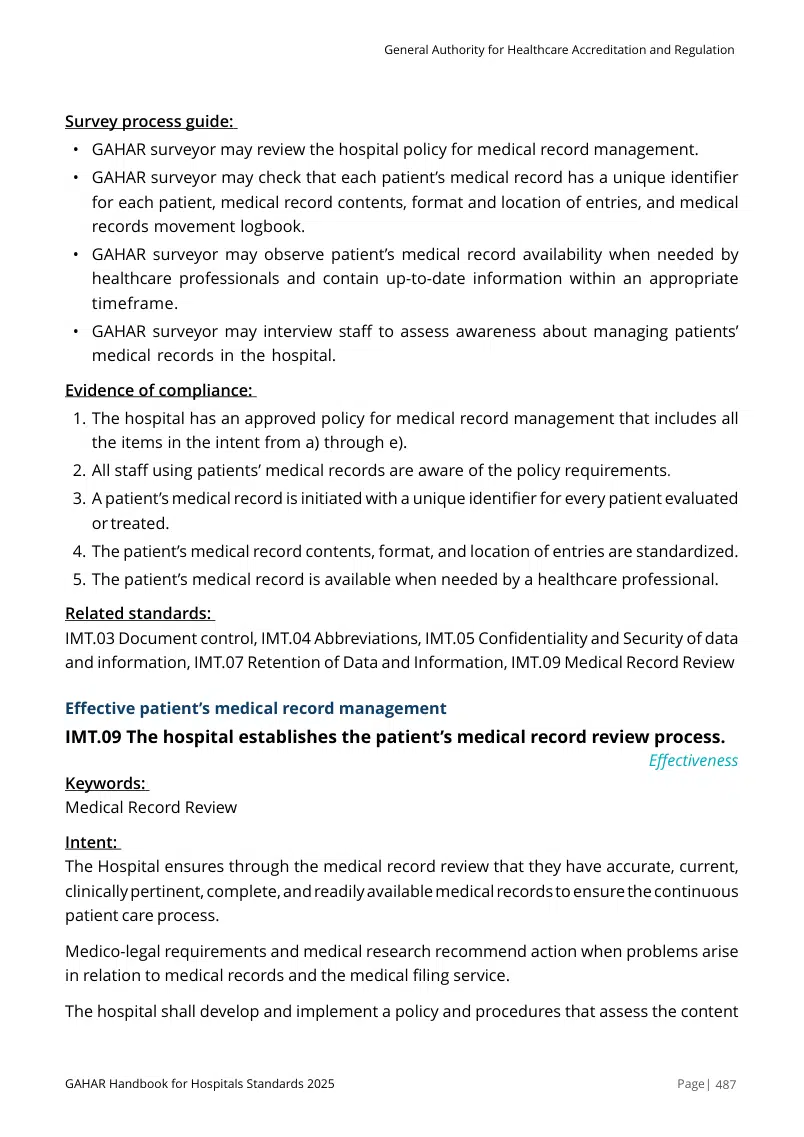 General Authority for Healthcare Accreditation and Regulation
Survey process guide:
• GAHAR surveyor may review the hospital policy for medical record management.
• GAHAR surveyor may check that each patient’s medical record has a unique identifier
for each patient, medical record contents, format and location of entries, and medical
records movement logbook.
• GAHAR surveyor may observe patient’s medical record availability when needed by
healthcare professionals and contain up-to-date information within an appropriate
timeframe.
• GAHAR surveyor may interview staff to assess awareness about managing patients’
medical records in the hospital.
Evidence of compliance:
1. The hospital has an approved policy for medical record management that includes all
the items in the intent from a) through e).
2. All staff using patients’ medical records are aware of the policy requirements.
3. A patient’s medical record is initiated with a unique identifier for every patient evaluated
or treated.
4. The patient’s medical record contents, format, and location of entries are standardized.
5. The patient’s medical record is available when needed by a healthcare professional.
Related standards:
IMT.03 Document control, IMT.04 Abbreviations, IMT.05 Confidentiality and Security of data
and information, IMT.07 Retention of Data and Information, IMT.09 Medical Record Review
Effective patient’s medical record management
IMT.09 The hospital establishes the patient’s medical record review process.
Effectiveness
Keywords:
Medical Record Review
Intent:
The Hospital ensures through the medical record review that they have accurate, current,
clinically pertinent, complete, and readily available medical records to ensure the continuous
patient care process.
Medico-legal requirements and medical research recommend action when problems arise
in relation to medical records and the medical filing service.
The hospital shall develop and implement a policy and procedures that assess the content
GAHAR Handbook for Hospitals Standards 2025
Page| 487